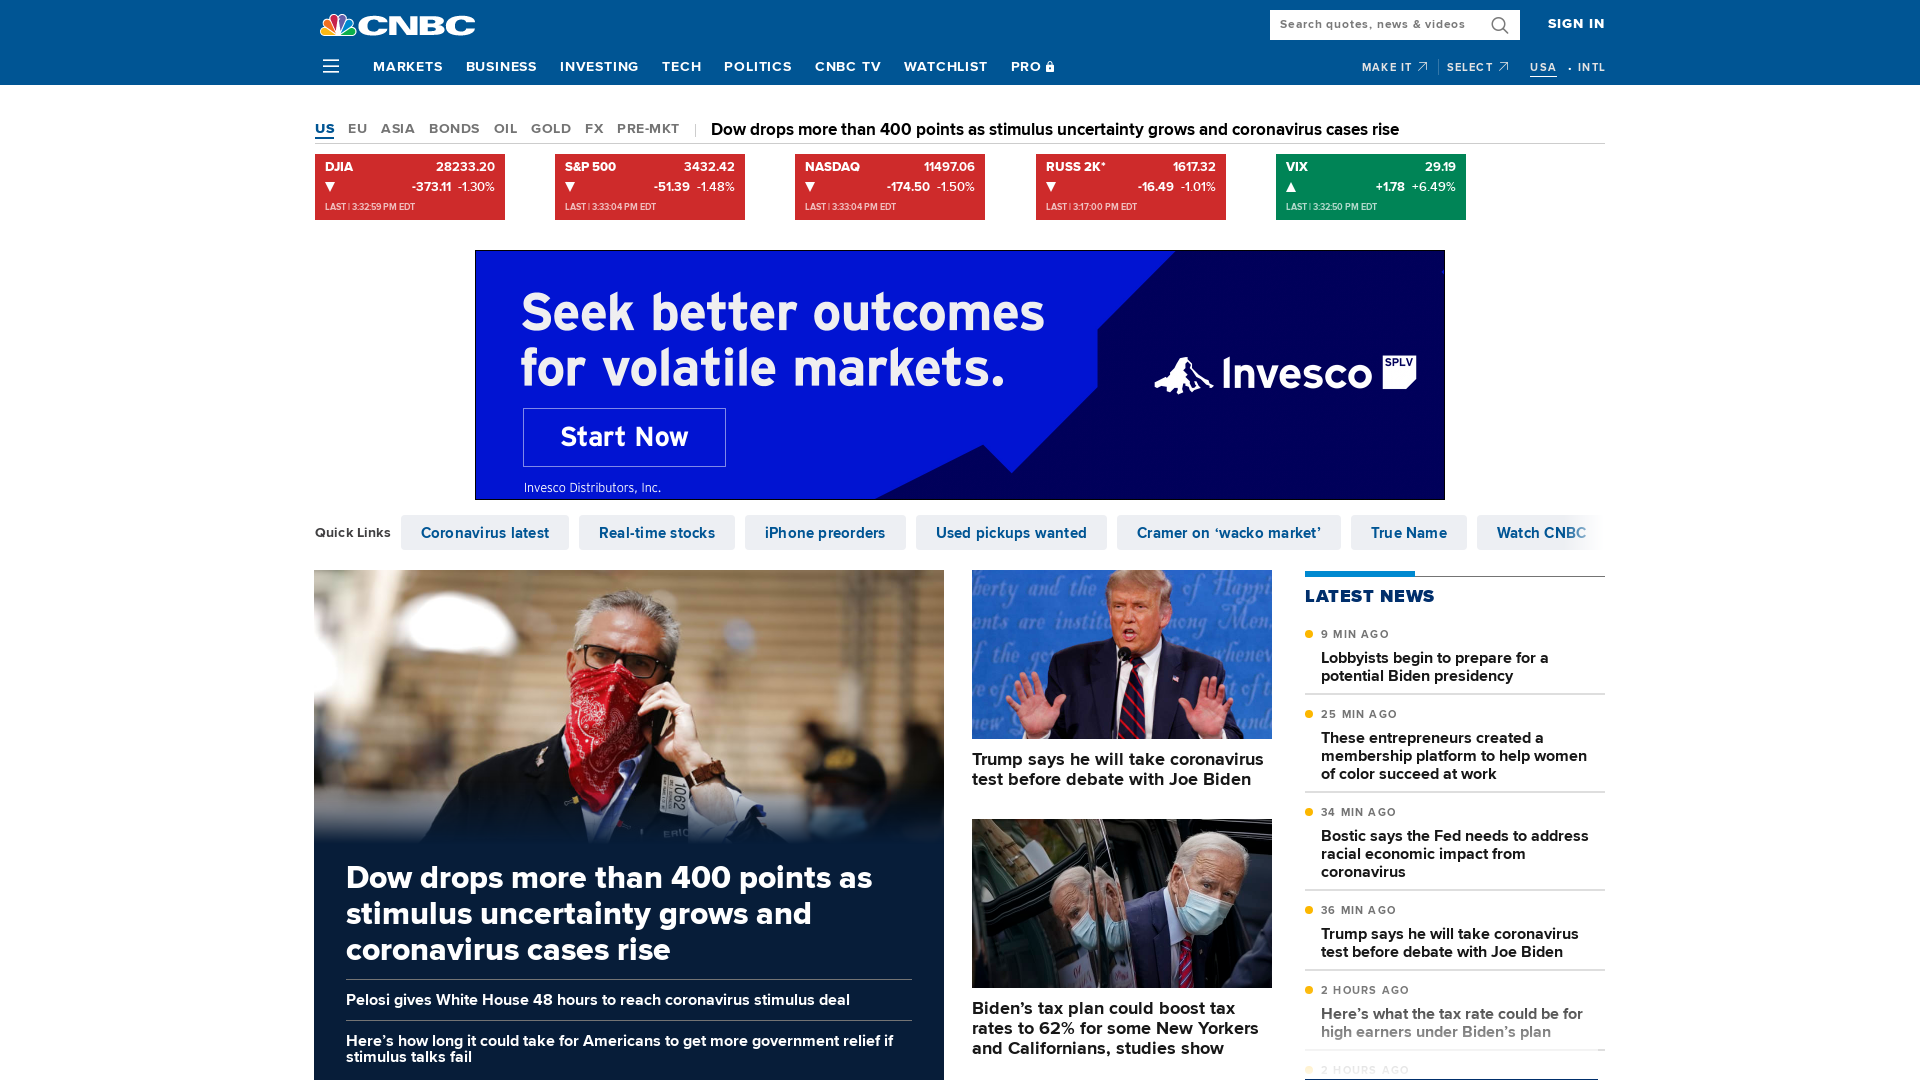 CNBC
Search quotes, news & videos
SIGN IN
MARKETS BUSINESS INVESTING TECH POLITICS CNBC TV WATCHLIST PRO
MAKE IT SELECT USA • INTL
US EU ASIA BONDS OIL GOLD FX PRE-MKT
Dow drops more than 400 points as stimulus uncertainty grows and coronavirus cases rise
DJIA 28233.20
-373.11 -1.30%
LAST | 3:32:59 PM EDT
S&P 500 3432.42
-51.39 -1.48%
LAST | 3:33:04 PM EDT
NASDAQ 11497.06
-174.50 -1.50%
LAST | 3:33:04 PM EDT
RUSS 2K* 1617.32
-16.49 -1.01%
LAST | 3:17:00 PM EDT
VIX 29.19
+1.78 +6.49%
LAST | 3:32:50 PM EDT
Seek better outcomes
for volatile markets.
Start Now
Invesco Distributors, Inc.
Invesco
SPLV
Quick Links
Coronavirus latest
Real-time stocks
iPhone preorders
Used pickups wanted
Cramer on ‘wacko market’
True Name
Watch CNBC
1062
ERIC
Dow drops more than 400 points as
stimulus uncertainty grows and
coronavirus cases rise
Pelosi gives White House 48 hours to reach coronavirus stimulus deal
Here’s how long it could take for Americans to get more government relief if
stimulus talks fail
Trump says he will take coronavirus
test before debate with Joe Biden
Biden’s tax plan could boost tax
rates to 62% for some New Yorkers
and Californians, studies show
LATEST NEWS
9 MIN AGO
Lobbyists begin to prepare for a
potential Biden presidency
25 MIN AGO
These entrepreneurs created a
membership platform to help women
of color succeed at work
34 MIN AGO
Bostic says the Fed needs to address
racial economic impact from
coronavirus
36 MIN AGO
Trump says he will take coronavirus
test before debate with Joe Biden
2 HOURS AGO
Here’s what the tax rate could be for
high earners under Biden’s plan
2 HOURS AGO